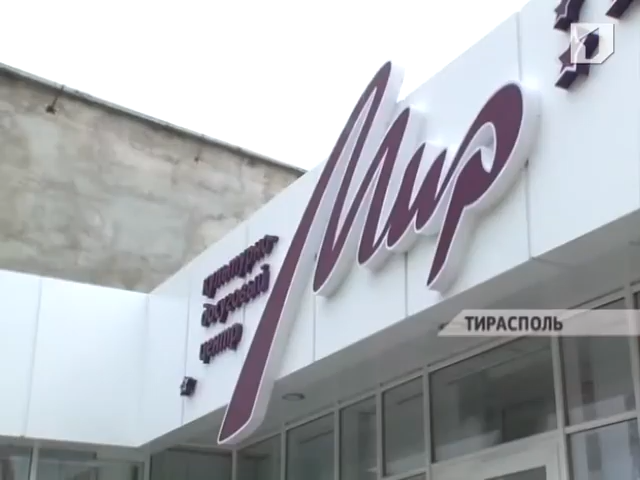 культурно-
досуговый
центр
Мир
ТИРАСПОЛЬ